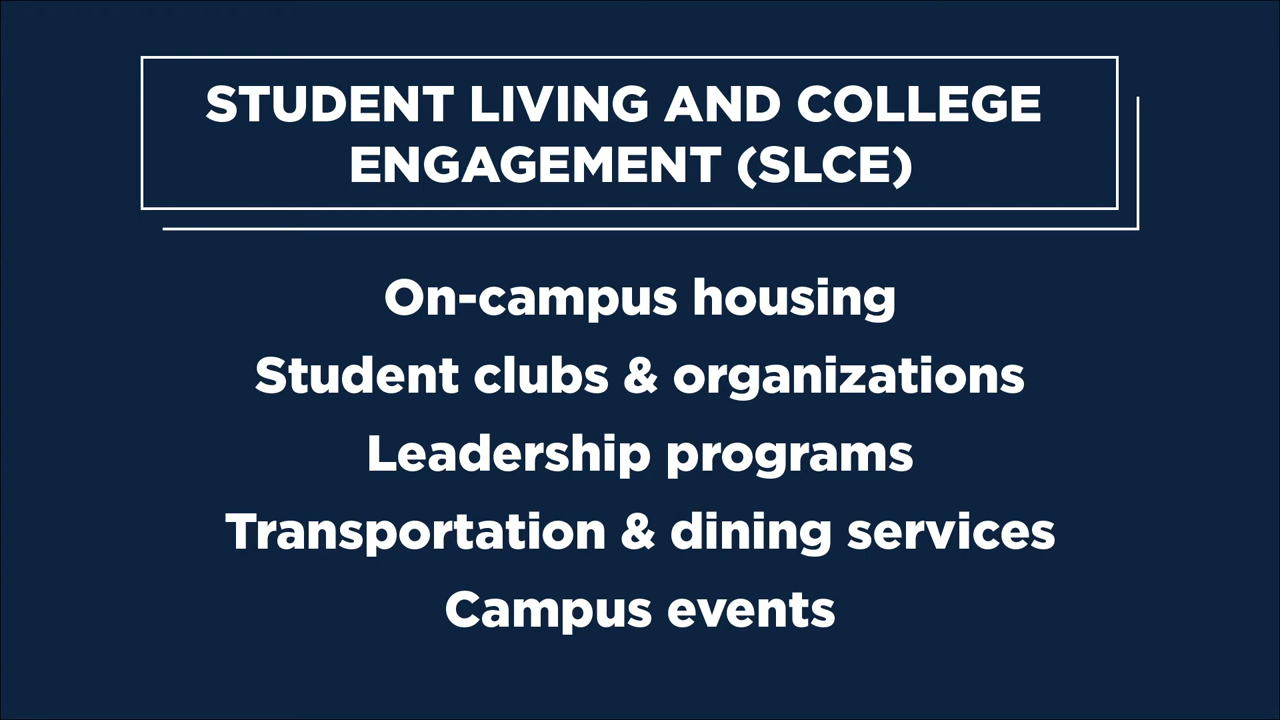 STUDENT LIVING AND COLLEGE
ENGAGEMENT (SLCE)
On-campus housing
Student clubs & organizations
Leadership programs
Transportation & dining services
Campus events